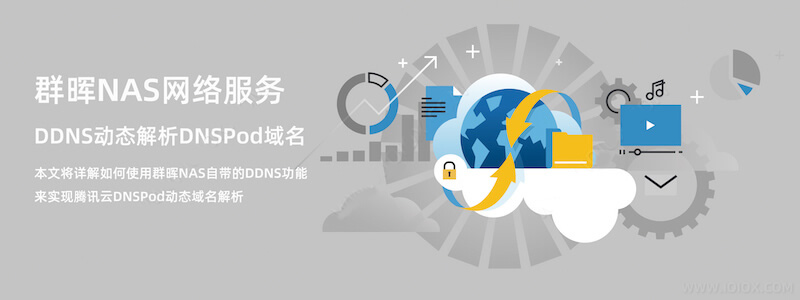 群晖NAS网络服务
DDNS动态解析DNSPod域名
本文将详解如何使用群晖NAS自带的DDNS功能
来实现腾讯云DNSPod动态域名解析
WWW.IDIDX.COM